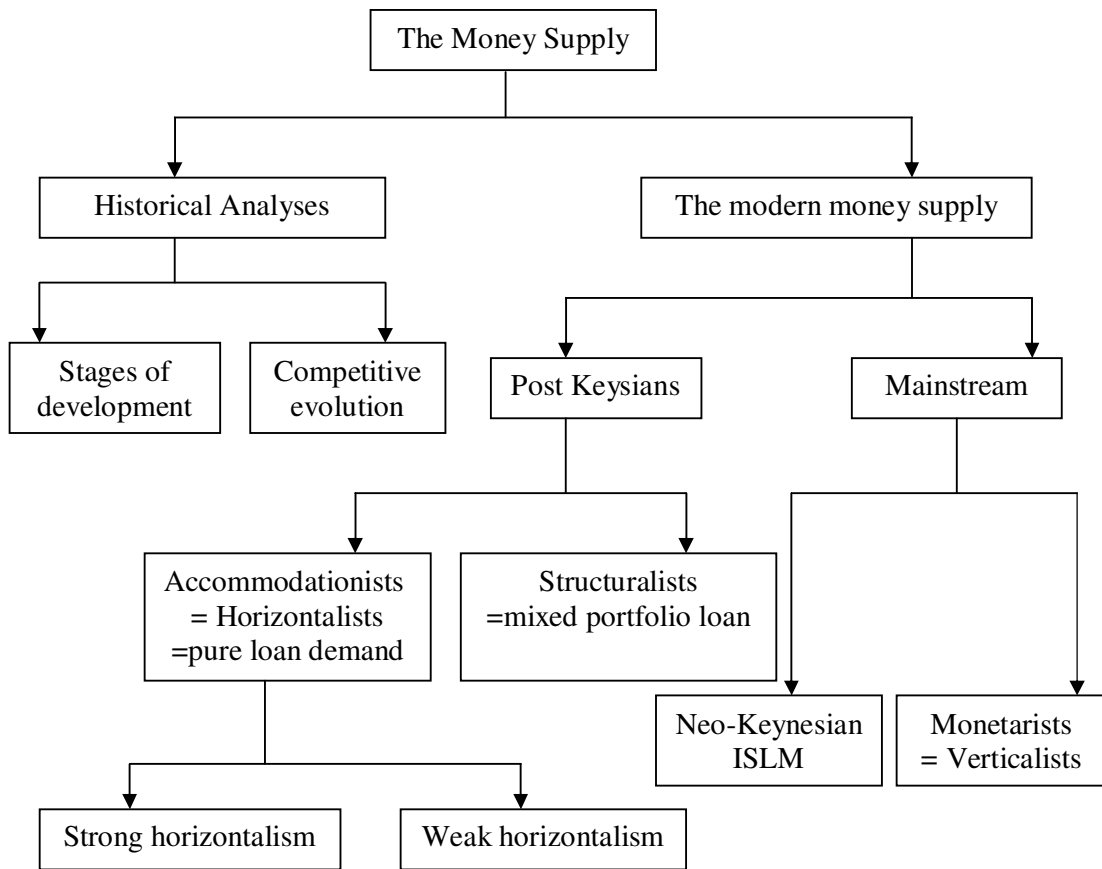 The Money Supply
Historical Analyses
The modern money supply
Stages of
development
Competitive
evolution
Post Keysians
Mainstream
Accommodationists
= Horizontalists
=pure loan demand
Structuralists
=mixed portfolio loan
Neo-Keynesian
ISLM
Monetarists
= Verticalists
Strong horizontalism
Weak horizontalism